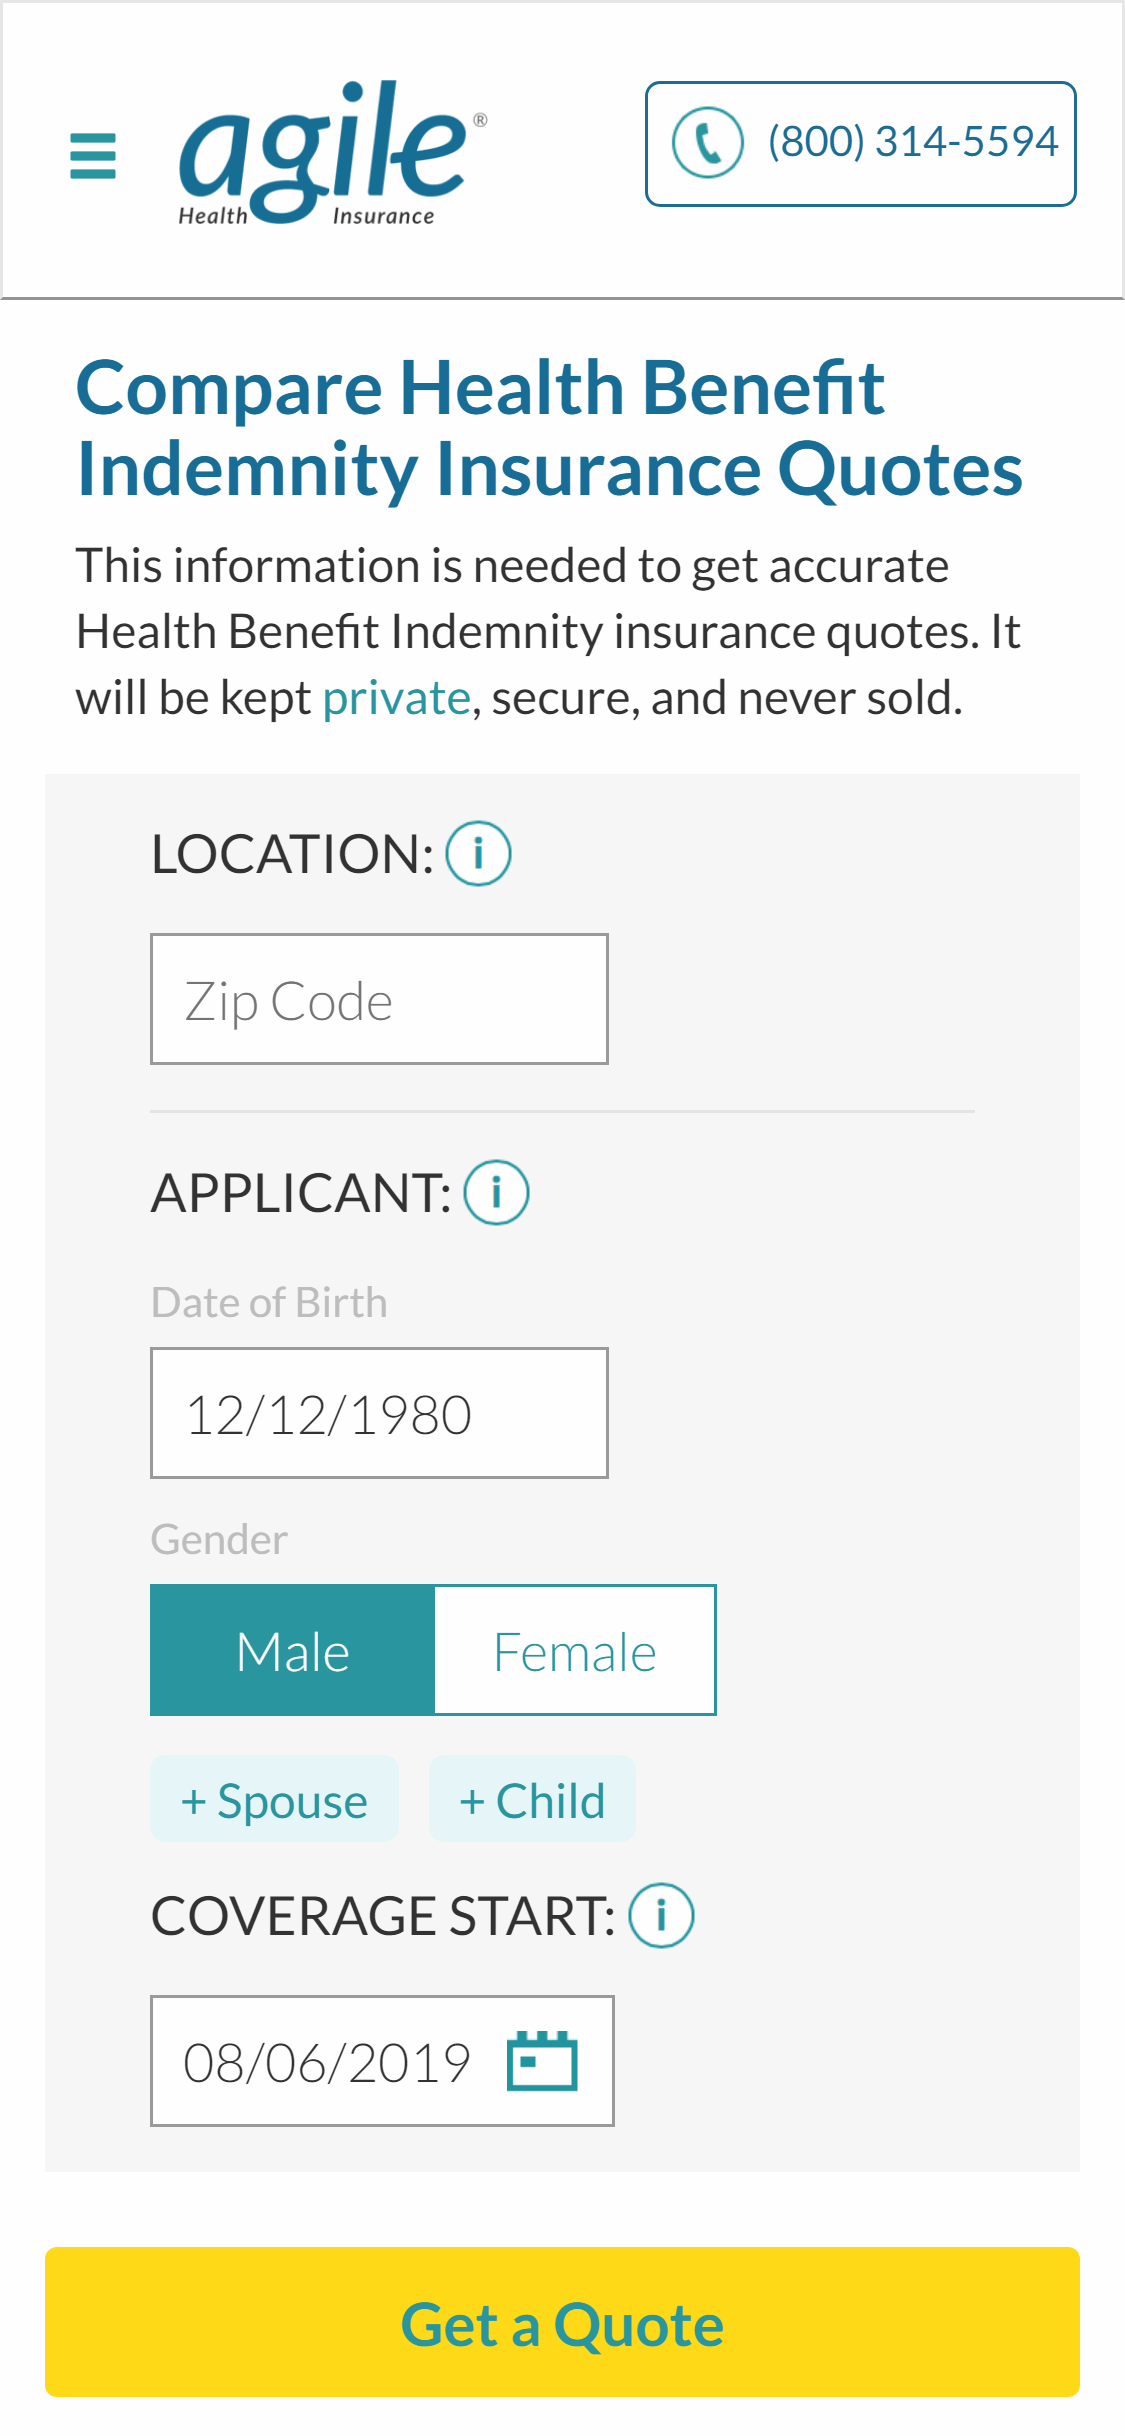 agile®
Health Insurance
(800) 314-5594
Compare Health Benefit
Indemnity Insurance Quotes
This information is needed to get accurate
Health Benefit Indemnity insurance quotes. It
will be kept private, secure, and never sold.
LOCATION: i
Zip Code
APPLICANT: i
Date of Birth
12/12/1980
Gender
Male Female
+ Spouse + Child
COVERAGE START: i
08/06/2019
Get a Quote